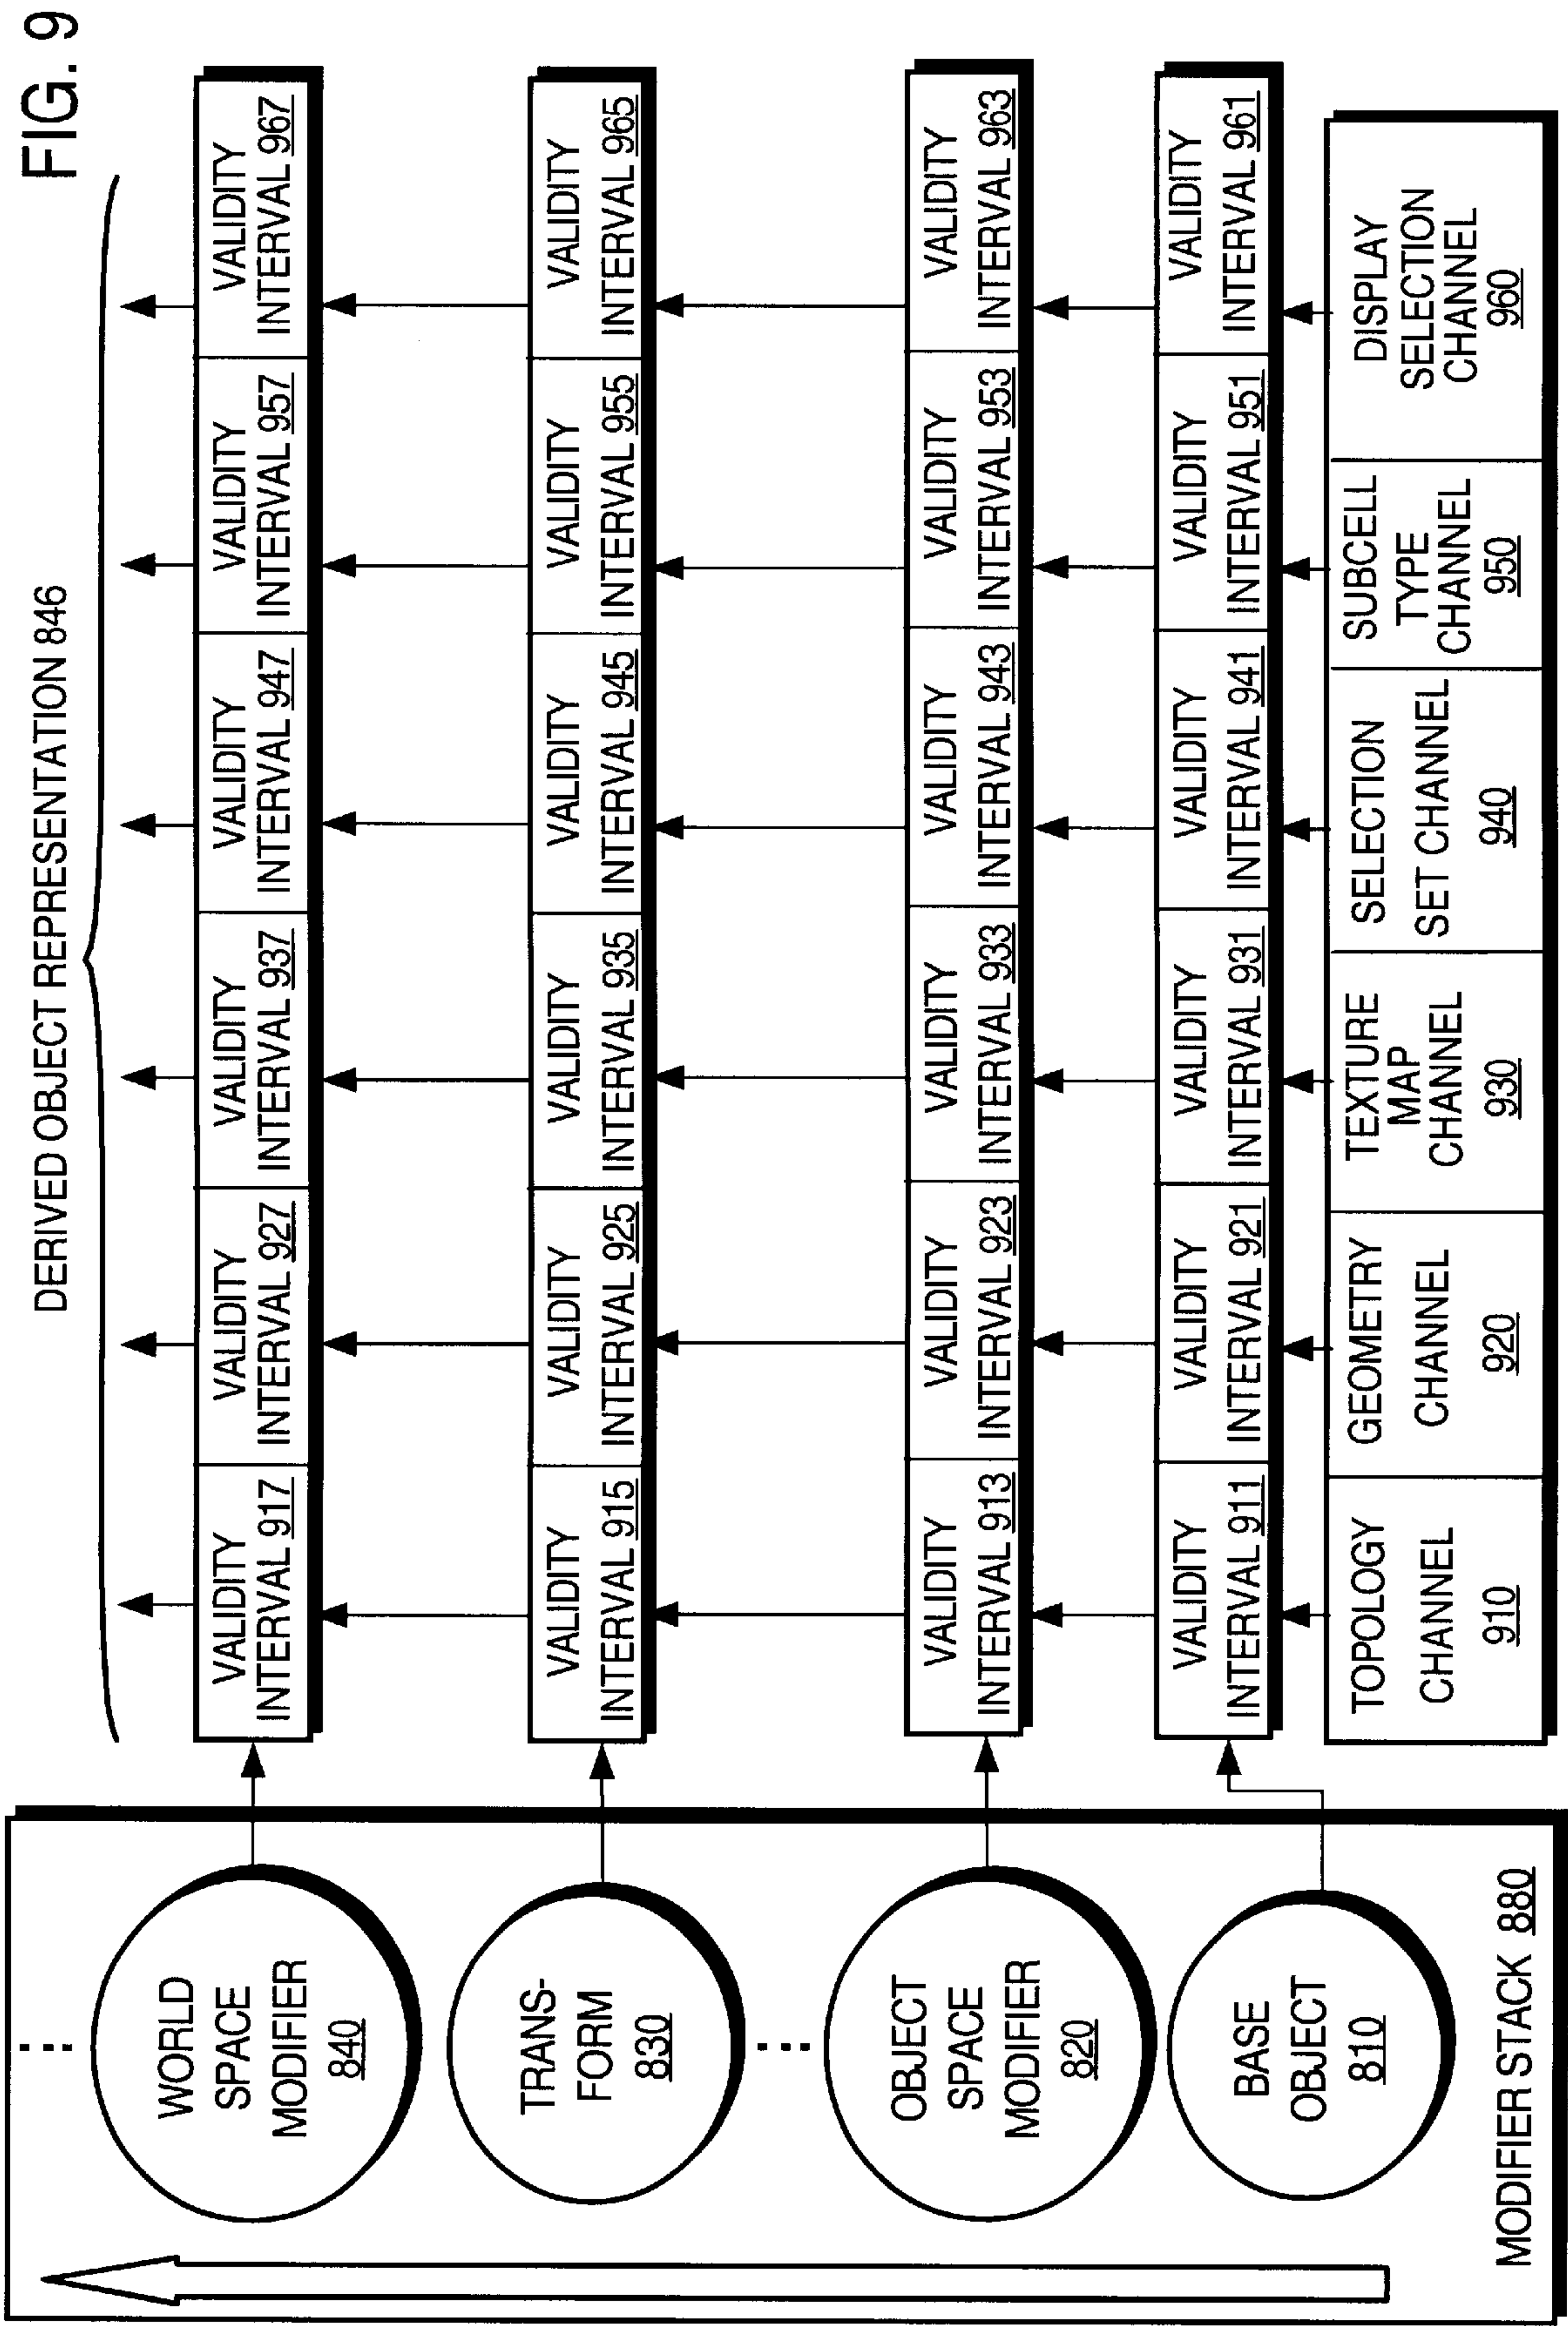 FIG. 9
DERIVED OBJECT REPRESENTATION 846
WORLD
SPACE
MODIFIER
840
VALIDITY
INTERVAL 917
VALIDITY
INTERVAL 927
VALIDITY
INTERVAL 937
VALIDITY
INTERVAL 947
VALIDITY
INTERVAL 957
VALIDITY
INTERVAL 967
TRANS-
FORM
830
VALIDITY
INTERVAL 915
VALIDITY
INTERVAL 925
VALIDITY
INTERVAL 935
VALIDITY
INTERVAL 945
VALIDITY
INTERVAL 955
VALIDITY
INTERVAL 965
OBJECT
SPACE
MODIFIER
820
VALIDITY
INTERVAL 913
VALIDITY
INTERVAL 923
VALIDITY
INTERVAL 933
VALIDITY
INTERVAL 943
VALIDITY
INTERVAL 953
VALIDITY
INTERVAL 963
BASE
OBJECT
810
VALIDITY
INTERVAL 911
VALIDITY
INTERVAL 921
VALIDITY
INTERVAL 931
VALIDITY
INTERVAL 941
VALIDITY
INTERVAL 951
VALIDITY
INTERVAL 961
MODIFIER STACK 880
TOPOLOGY
CHANNEL
910
GEOMETRY
CHANNEL
920
TEXTURE
MAP
CHANNEL
930
SELECTION
SET CHANNEL
940
SUBCELL
TYPE
CHANNEL
950
DISPLAY
SELECTION
CHANNEL
960